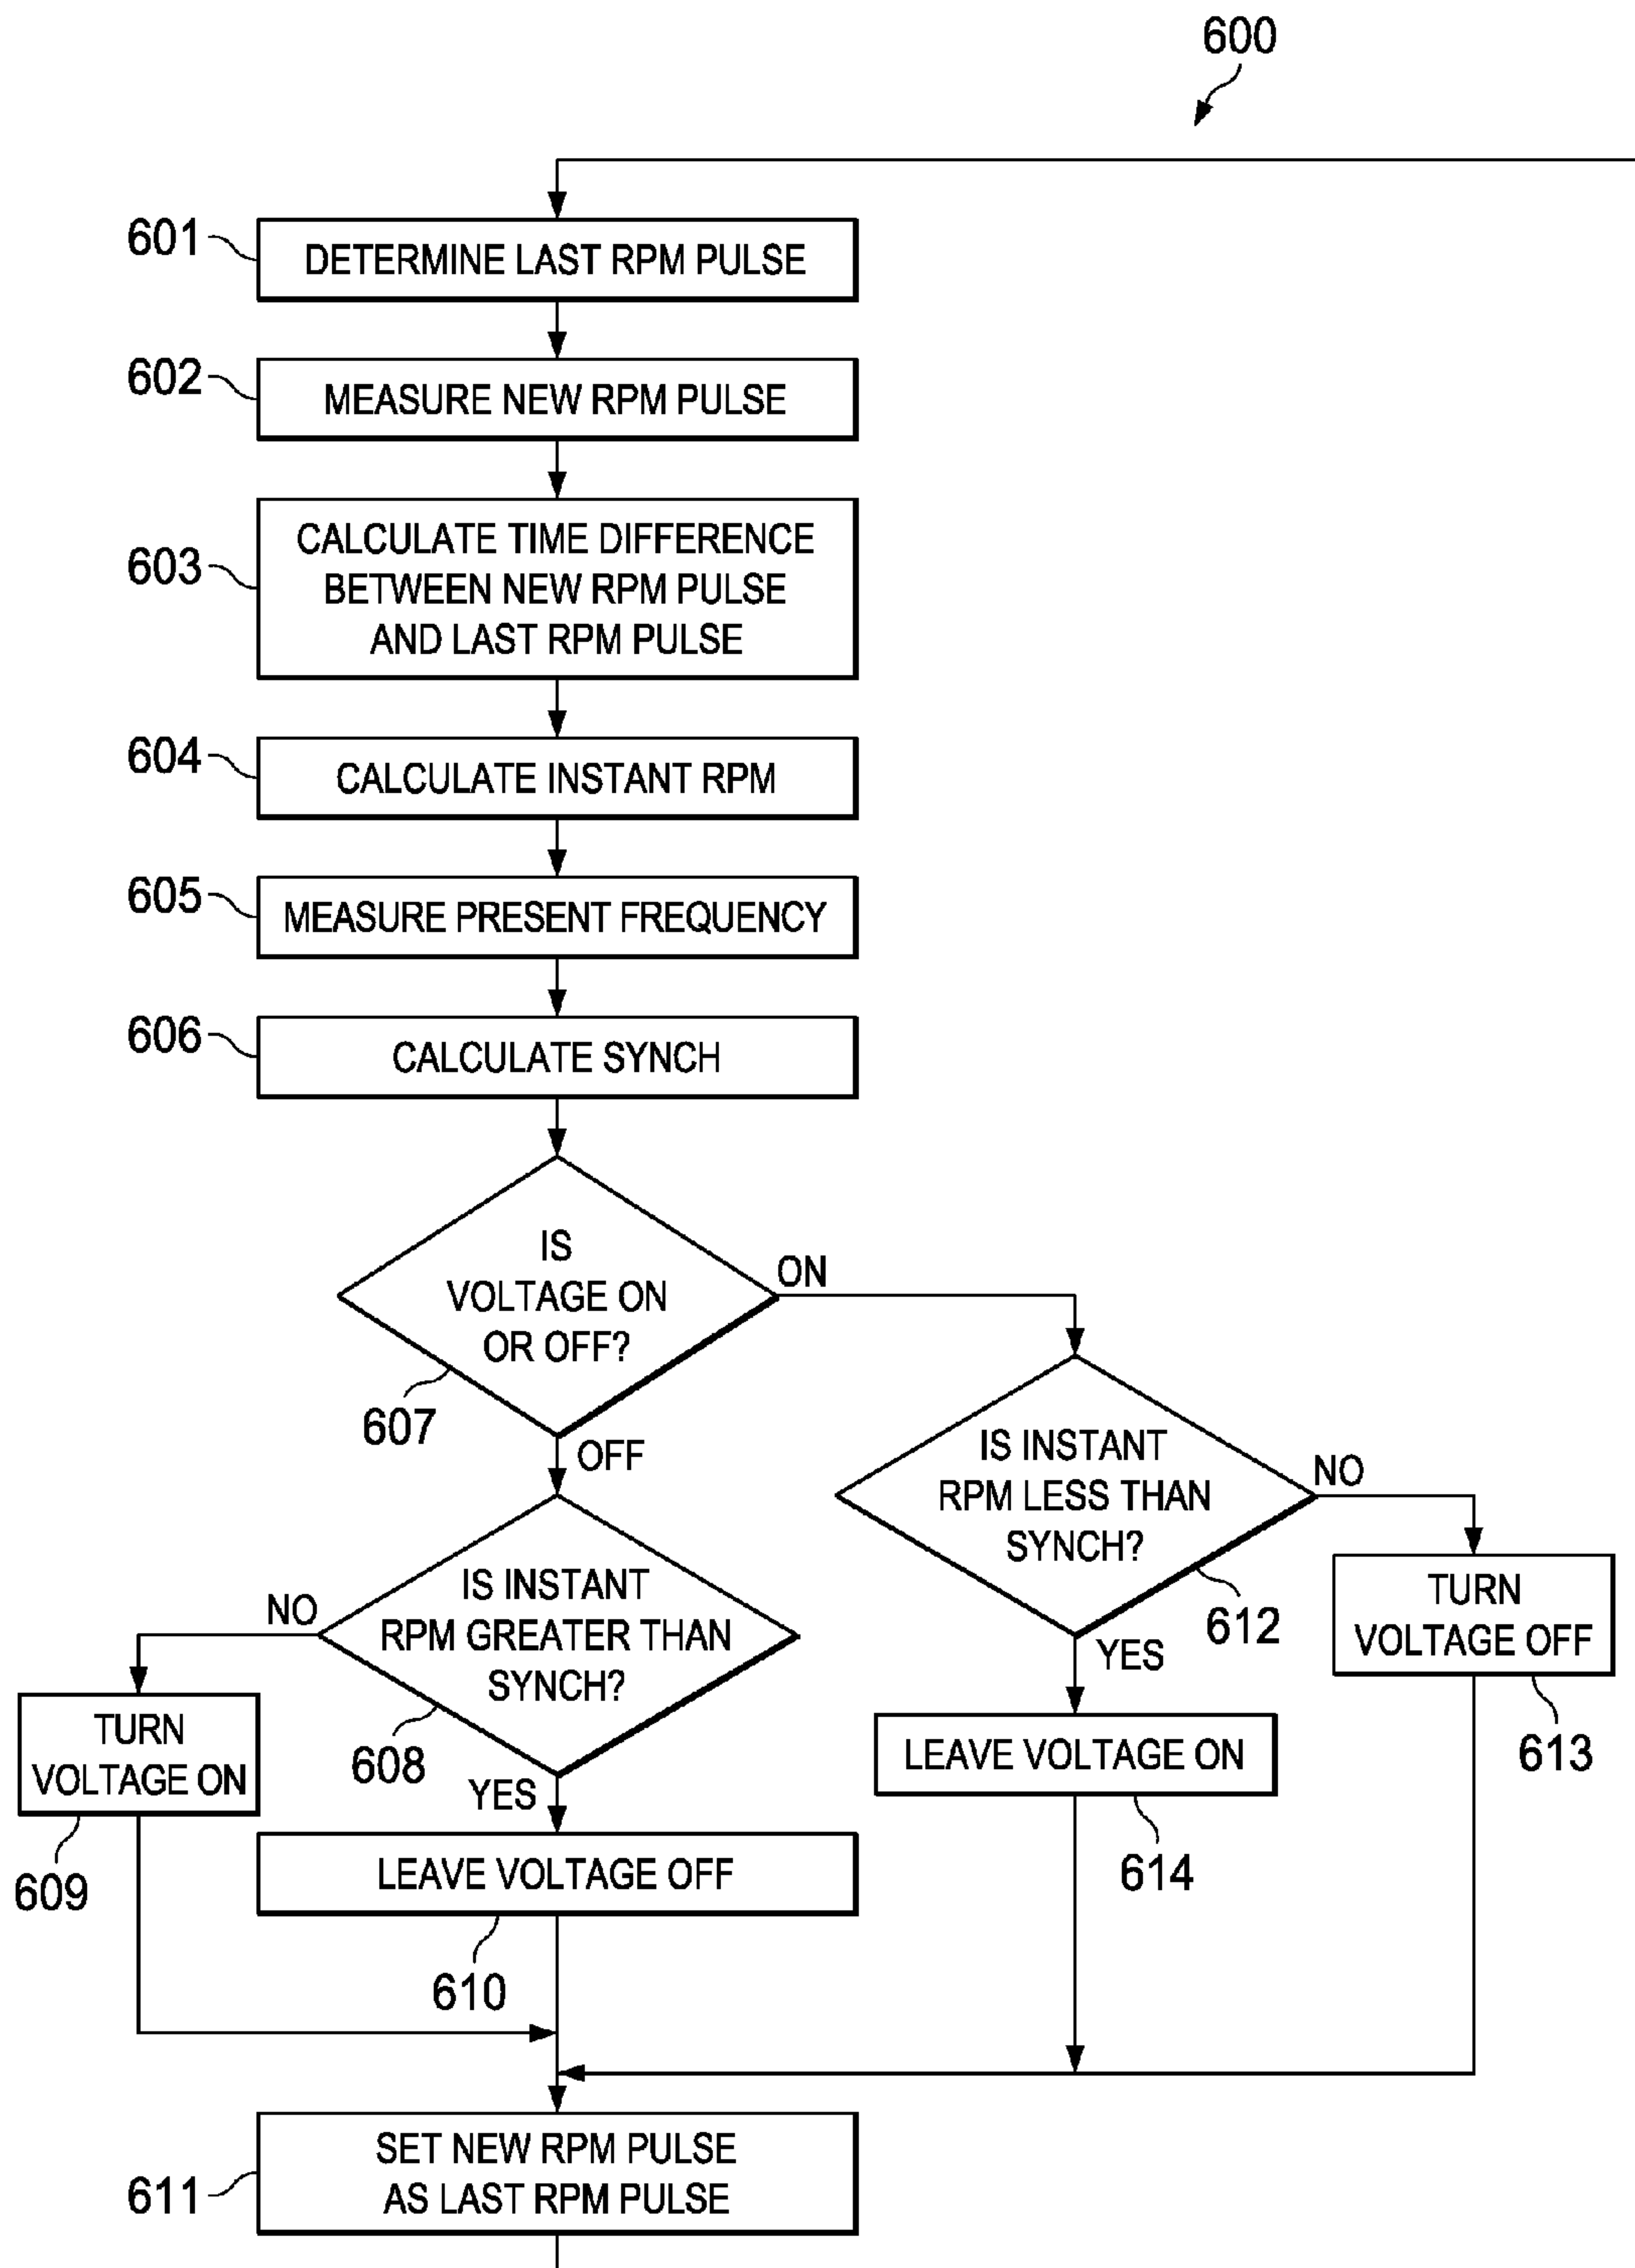 600
601
DETERMINE LAST RPM PULSE
602
MEASURE NEW RPM PULSE
603
CALCULATE TIME DIFFERENCE
BETWEEN NEW RPM PULSE
AND LAST RPM PULSE
604
CALCULATE INSTANT RPM
605
MEASURE PRESENT FREQUENCY
606
CALCULATE SYNCH
IS
VOLTAGE ON
OR OFF?
ON
607
OFF
IS INSTANT
RPM LESS THAN
SYNCH?
NO
612
YES
TURN
VOLTAGE OFF
613
IS INSTANT
RPM GREATER THAN
SYNCH?
NO
608
YES
TURN
VOLTAGE ON
609
LEAVE VOLTAGE ON
614
LEAVE VOLTAGE OFF
610
SET NEW RPM PULSE
AS LAST RPM PULSE
611